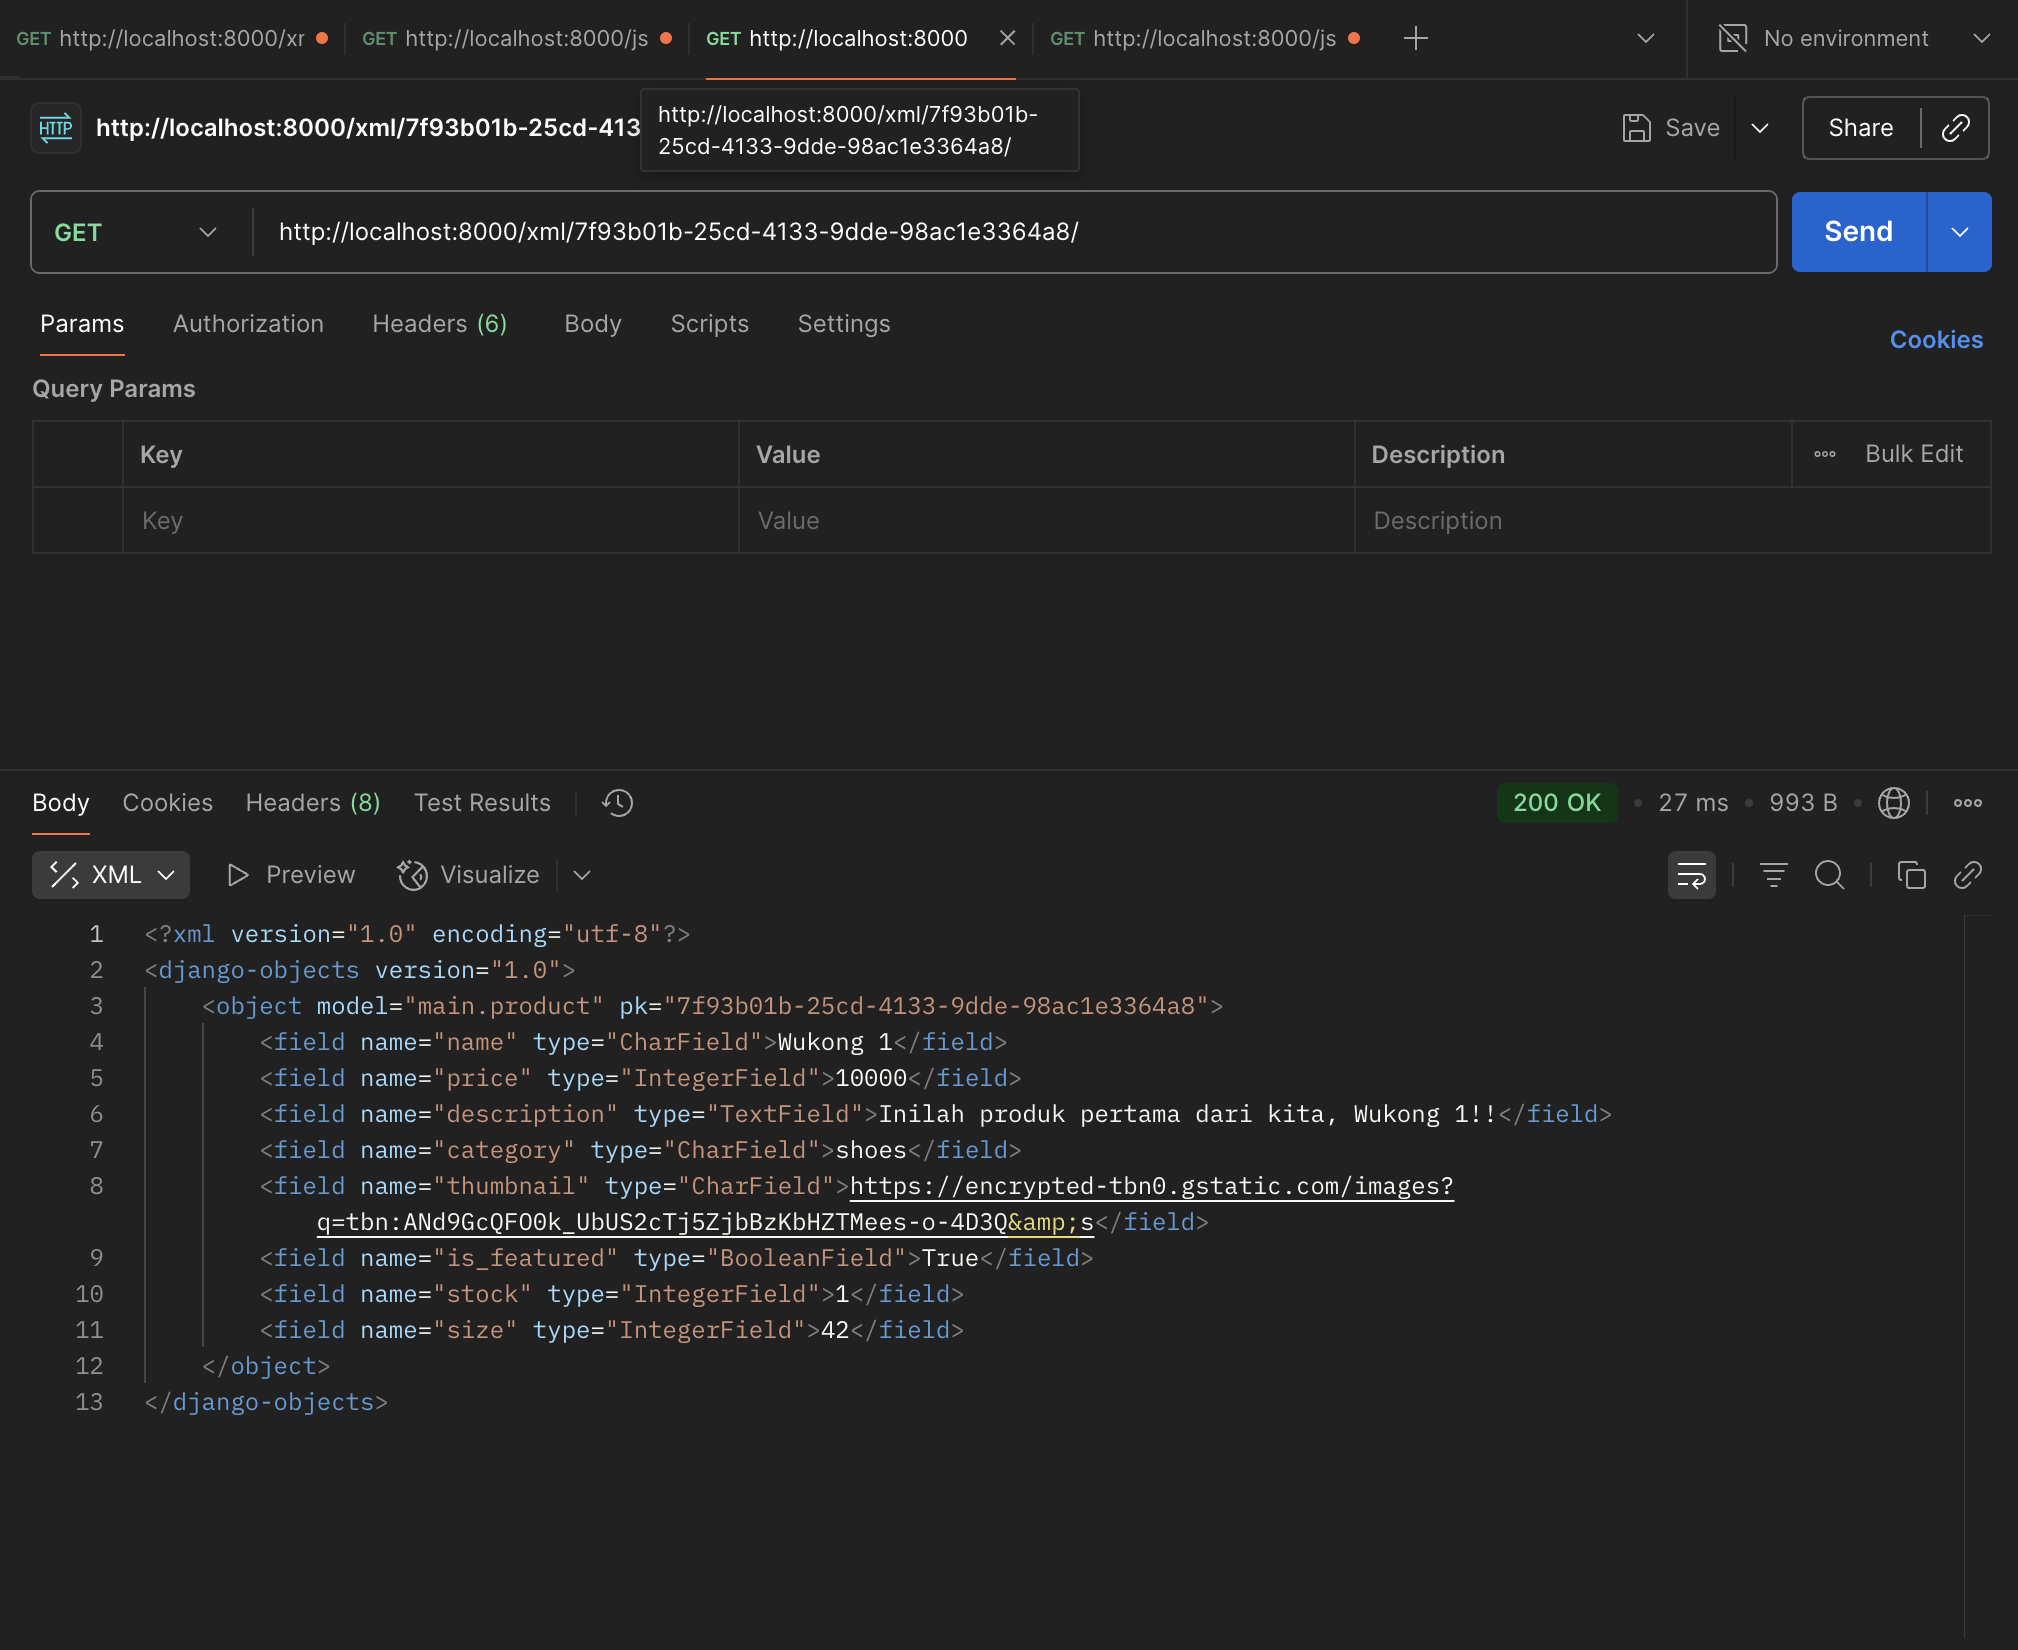 GET http://localhost:8000/xr
GET http://localhost:8000/js
GET http://localhost:8000
GET http://localhost:8000/js
No environment
HTTP http://localhost:8000/xml/7f93b01b-25cd-413
http://localhost:8000/xml/7f93b01b-
25cd-4133-9dde-98ac1e3364a8/
Save
Share
GET http://localhost:8000/xml/7f93b01b-25cd-4133-9dde-98ac1e3364a8/
Send
Params Authorization Headers (6) Body Scripts Settings
Cookies
Query Params
Key Value Description Bulk Edit
Key Value Description
Body Cookies Headers (8) Test Results
200 OK 27 ms 993 B
XML Preview Visualize
1 <?xml version="1.0" encoding="utf-8"?>
2 <django-objects version="1.0">
3 <object model="main.product" pk="7f93b01b-25cd-4133-9dde-98ac1e3364a8">
4 <field name="name" type="CharField">Wukong 1</field>
5 <field name="price" type="IntegerField">10000</field>
6 <field name="description" type="TextField">Inilah produk pertama dari kita, Wukong 1!!</field>
7 <field name="category" type="CharField">shoes</field>
8 <field name="thumbnail" type="CharField">https://encrypted-tbn0.gstatic.com/images?
q=tbn:ANd9GcQFO0k_UbUS2cTj5ZjbBzKbHZTMees-o-4D3Q&amp;s</field>
9 <field name="is_featured" type="BooleanField">True</field>
10 <field name="stock" type="IntegerField">1</field>
11 <field name="size" type="IntegerField">42</field>
12 </object>
13 </django-objects>